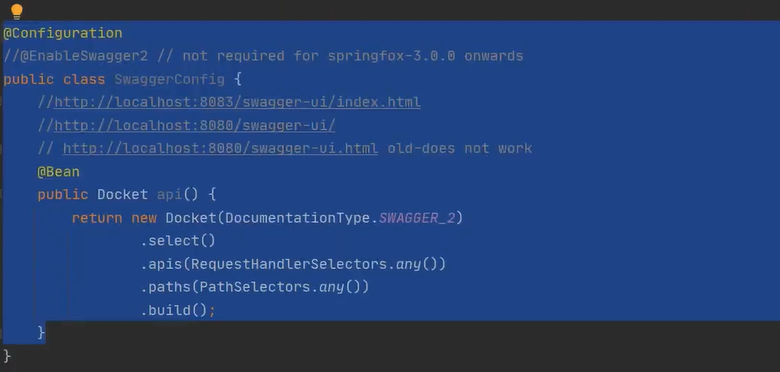 @Configuration
//@EnableSwagger2 // not required for springfox-3.0.0 onwards
public class SwaggerConfig {
    //http://localhost:8083/swagger-ui/index.html
    //http://localhost:8080/swagger-ui/
    // http://localhost:8080/swagger-ui.html old-does not work
    @Bean
    public Docket api() {
        return new Docket(DocumentationType.SWAGGER_2)
                .select()
                .apis(RequestHandlerSelectors.any())
                .paths(PathSelectors.any())
                .build();
    }
}